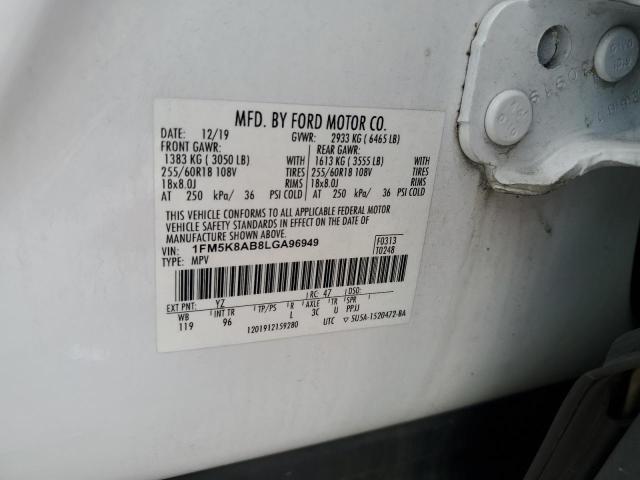 MFD. BY FORD MOTOR CO.
DATE: 12/19 GVWR: 2933 KG ( 6465 LB)
FRONT GAWR: REAR GAWR:
1383 KG ( 3050 LB) WITH 1613 KG ( 3555 LB) WITH
255/60R18 108V TIRES 255/60R18 108V TIRES
18x8.0J RIMS 18x8.0J RIMS
AT 250 kPa/ 36 PSI COLD AT 250 kPa/ 36 PSI COLD
THIS VEHICLE CONFORMS TO ALL APPLICABLE FEDERAL MOTOR
VEHICLE SAFETY STANDARDS IN EFFECT ON THE DATE OF
MANUFACTURE SHOWN ABOVE.
VIN: 1FM5K8AB8LGA96949 F0313
TYPE: MPV T0248
EXT PNT: YZ RC: 47 DSO:
WB INT TR TP/PS R AXLE TR SPR
119 96 L 3C U PPJJ
1201912159280 UTC ▽ 5U5A-1520472-BA